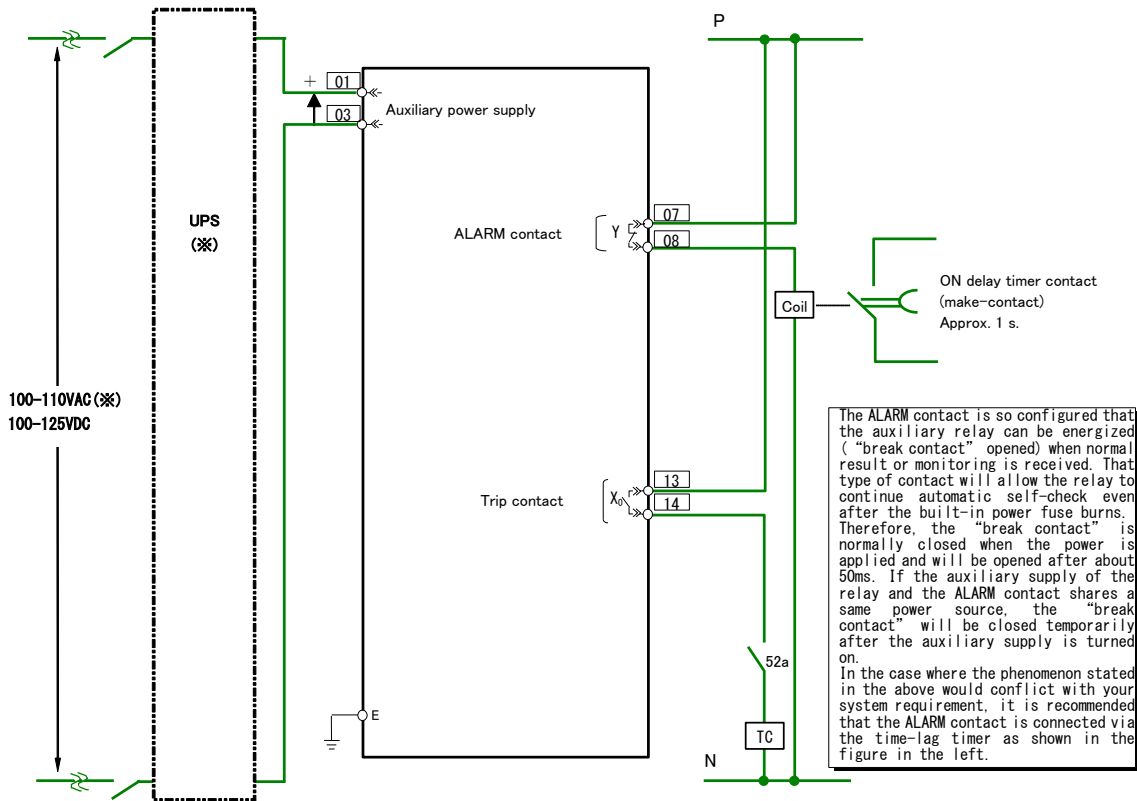 P
+ 01
Auxiliary power supply
03
UPS
(※)
07
ALARM contact
Y
08
ON delay timer contact
(make-contact)
Approx. 1 s.
Coil
100-110VAC(※)
100-125VDC
The ALARM contact is so configured that
the auxiliary relay can be energized
( “break contact” opened) when normal
result or monitoring is received. That
type of contact will allow the relay to
continue automatic self-check even
after the built-in power fuse burns.
Therefore, the “break contact” is
normally closed when the power is
applied and will be opened after about
50ms. If the auxiliary supply of the
relay and the ALARM contact shares a
same power source, the “break
contact” will be closed temporarily
after the auxiliary supply is turned
on.
In the case where the phenomenon stated
in the above would conflict with your
system requirement, it is recommended
that the ALARM contact is connected via
the time-lag timer as shown in the
figure in the left.
13
Trip contact
X₀
14
52a
E
TC
N